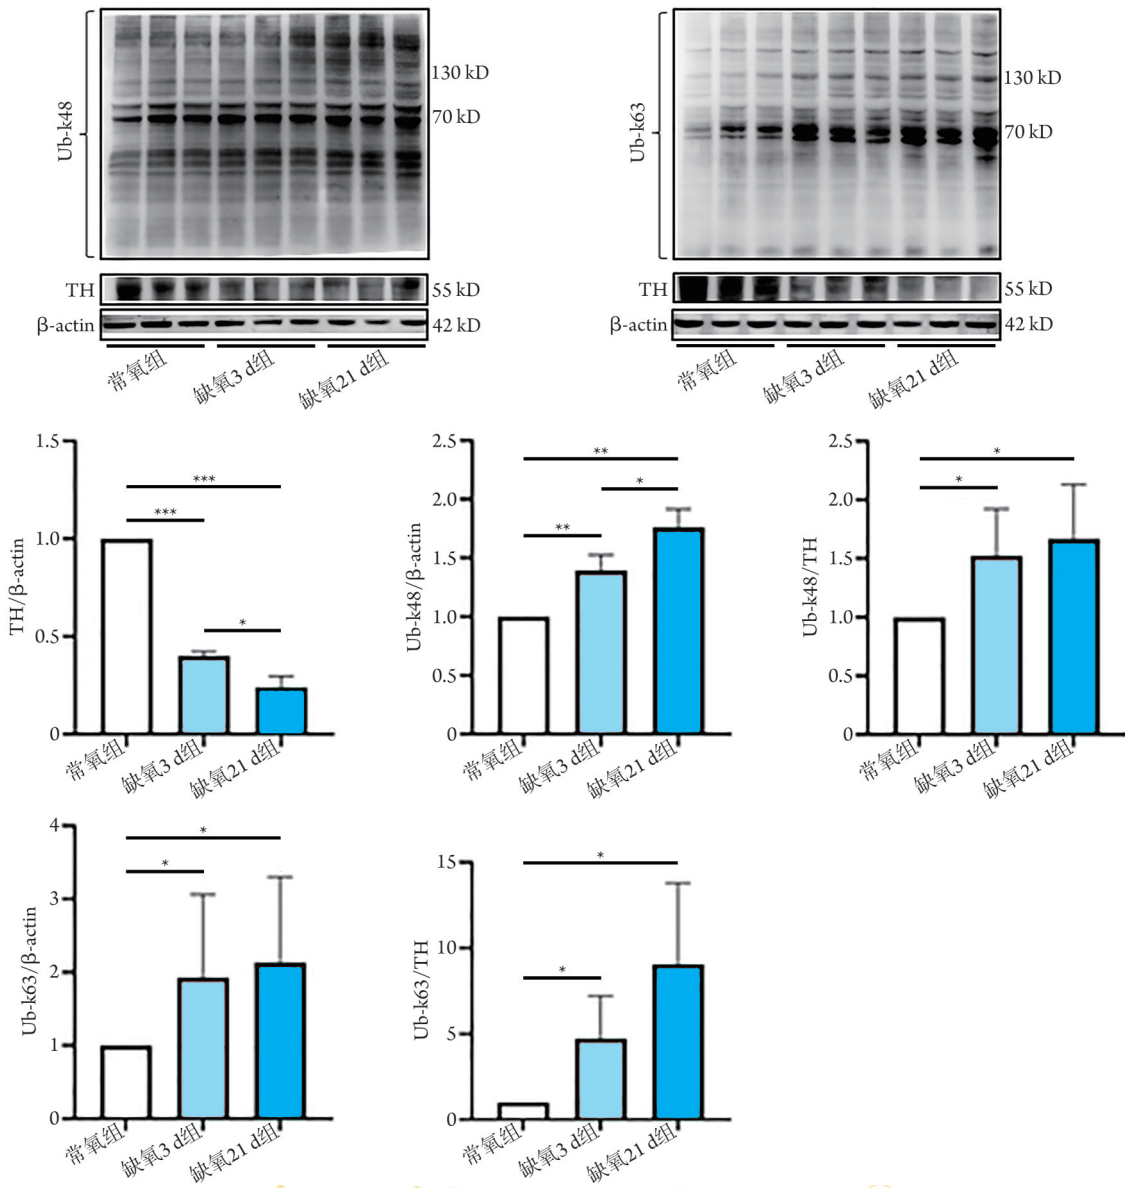 Ub-k48
130 kD
70 kD
TH
55 kD
β-actin
42 kD
常氧组
缺氧3 d组
缺氧21 d组
Ub-k63
130 kD
70 kD
TH
55 kD
β-actin
42 kD
常氧组
缺氧3 d组
缺氧21 d组
TH/β-actin
1.5
1.0
0.5
0
***
***
*
常氧组
缺氧3 d组
缺氧21 d组
Ub-k48/β-actin
2.5
2.0
1.5
1.0
0.5
0
**
*
**
常氧组
缺氧3 d组
缺氧21 d组
Ub-k48/TH
2.5
2.0
1.5
1.0
0.5
0
*
*
常氧组
缺氧3 d组
缺氧21 d组
Ub-k63/β-actin
4
3
2
1
0
*
*
常氧组
缺氧3 d组
缺氧21 d组
Ub-k63/TH
15
10
5
0
*
*
常氧组
缺氧3 d组
缺氧21 d组